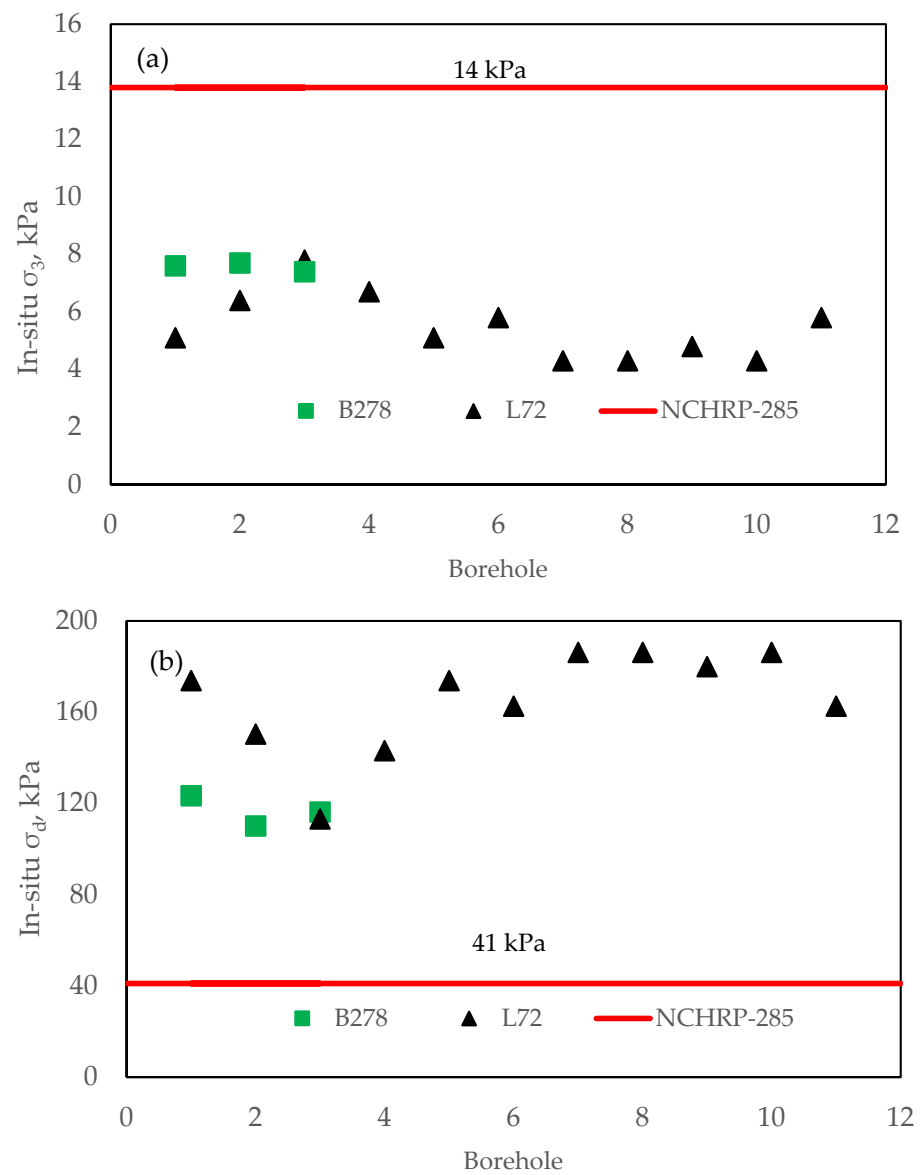 (a)
14 kPa
16
14
12
10
8
6
4
2
0
In-situ σ3, kPa
B278 L72 NCHRP-285
0 2 4 6 8 10 12
Borehole
(b)
200
160
120
80
40
0
In-situ σd, kPa
41 kPa
B278 L72 NCHRP-285
0 2 4 6 8 10 12
Borehole